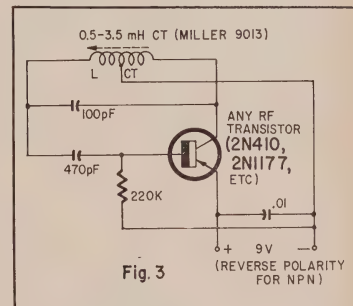 0.5-3.5 mH CT (MILLER 9013)
L
CT
100pF
470pF
220K
ANY RF
TRANSISTOR
(2N410,
2N1177,
ETC)
.01
+ 9V −
(REVERSE POLARITY
FOR NPN)
Fig. 3